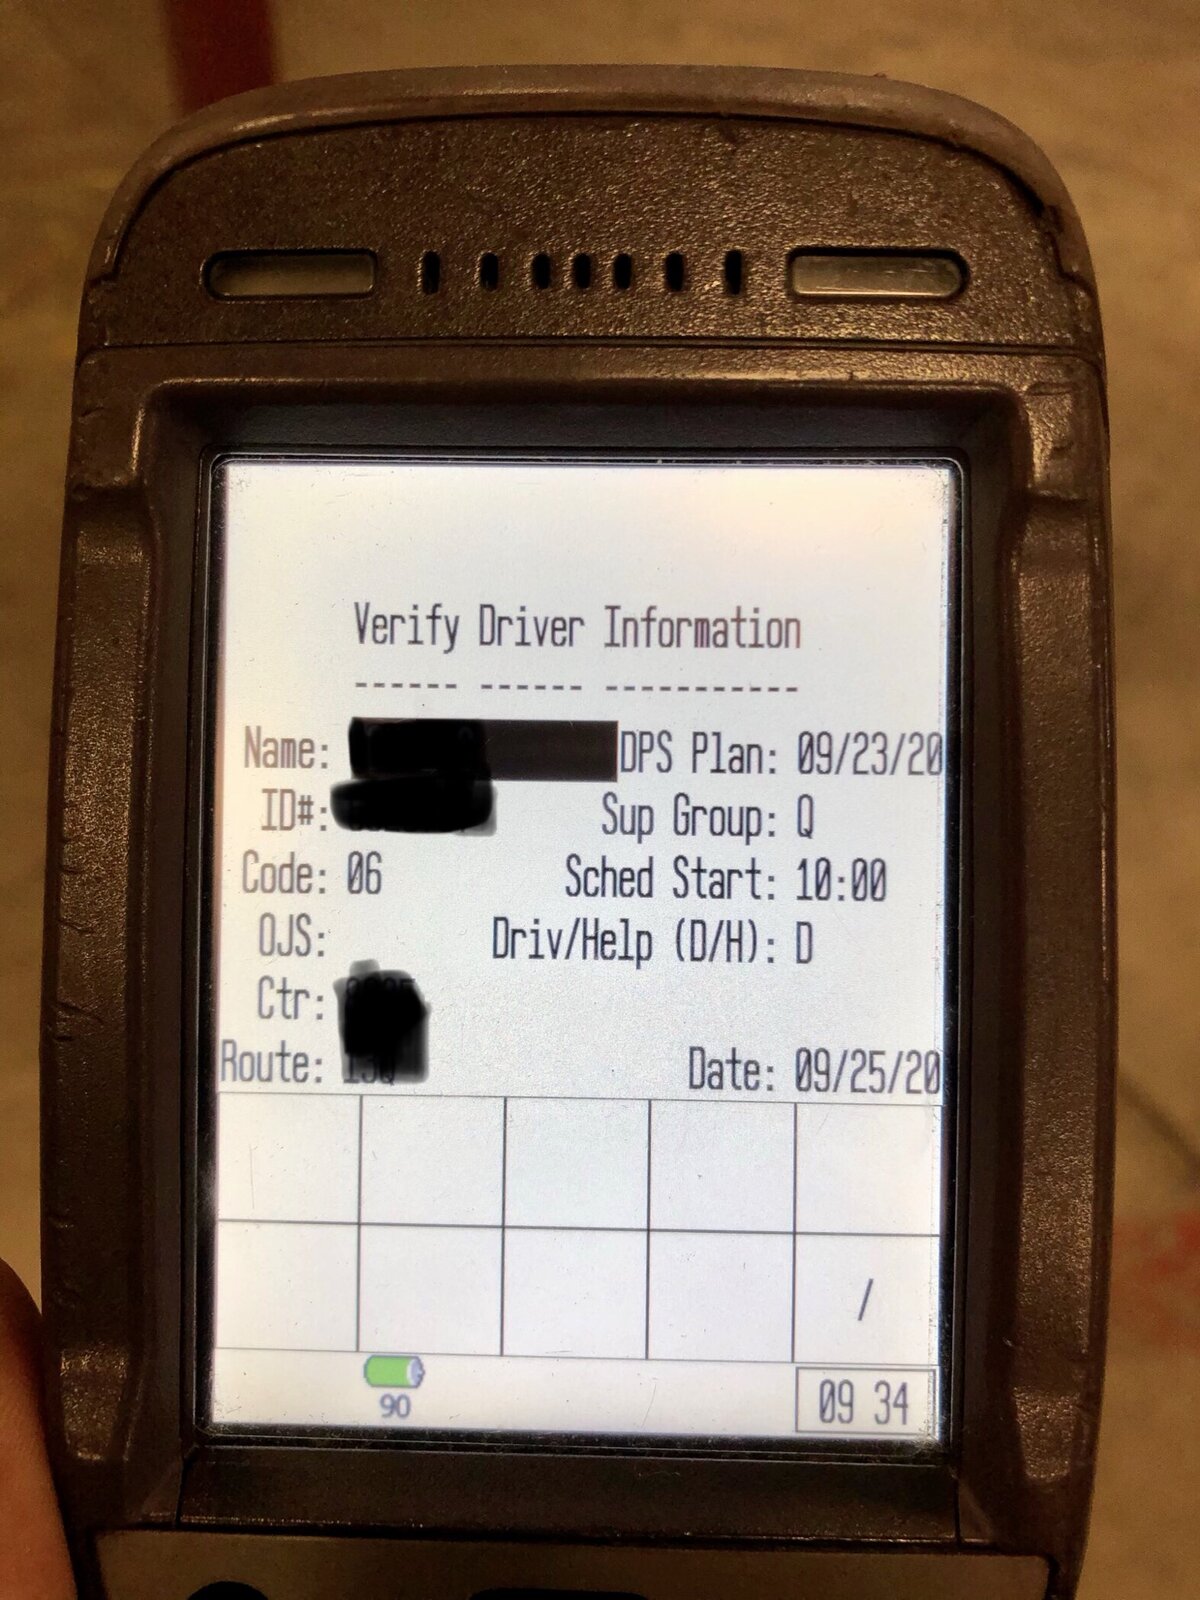 Verify Driver Information
------ ------ -----------
Name: DPS Plan: 09/23/20
ID#: Sup Group: Q
Code: 06 Sched Start: 10:00
OJS: Driv/Help (D/H): D
Ctr:
Route: Date: 09/25/20
/
90
09 34